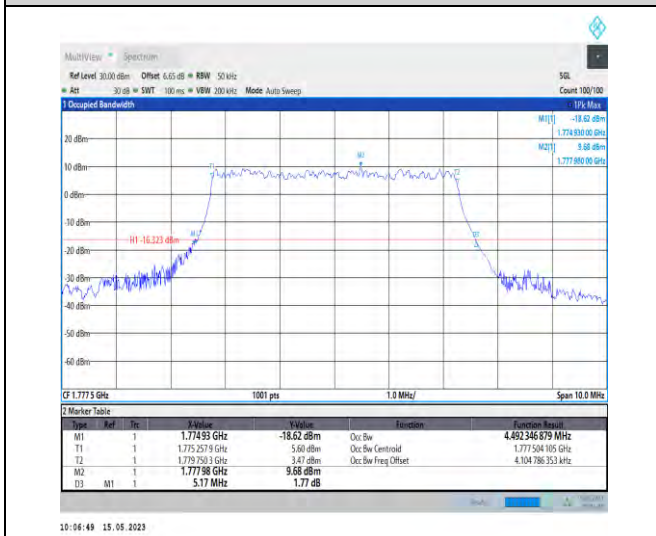 MultiView Spectrum
Ref Level 30.00 dBm Offset 6.65 dB RBW 50 kHz SGL
Att 30 dB SWT 100 ms VBW 200 kHz Mode Auto Sweep Count 100/100
1 Occupied Bandwidth 1Pk Max
M1[1] -18.62 dBm
1.774 930 00 GHz
20 dBm
M2[1] 9.68 dBm
1.777 980 00 GHz
10 dBm
T1 M2 T2
0 dBm
-10 dBm
H1 -16.323 dBm M1 D3
-20 dBm
-30 dBm
-40 dBm
-50 dBm
-60 dBm
CF 1.777 5 GHz 1001 pts 1.0 MHz/ Span 10.0 MHz
2 Marker Table
Type Ref Trc X-Value Y-Value Function Function Result
M1 1 1.774 93 GHz -18.62 dBm Occ Bw 4.492 346 879 MHz
T1 1 1.775 257 9 GHz 5.60 dBm Occ Bw Centroid 1.777 504 105 GHz
T2 1 1.779 750 3 GHz 3.47 dBm Occ Bw Freq Offset 4.104 786 353 kHz
M2 1 1.777 98 GHz 9.68 dBm
D3 M1 1 5.17 MHz 1.77 dB
10:06:49 15.05.2023